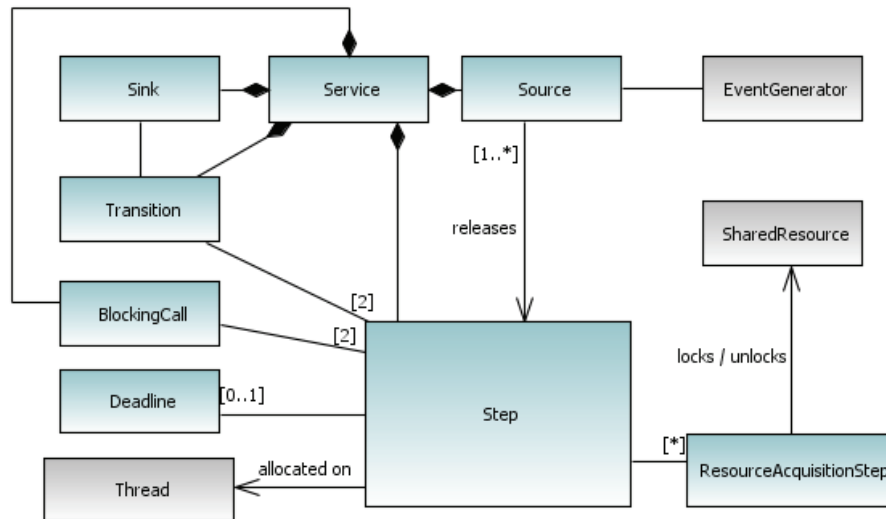 Sink
Service
Source
EventGenerator
[1..*]
Transition
releases
SharedResource
BlockingCall
[2]
[2]
locks / unlocks
Deadline
[0..1]
Step
[*]
ResourceAcquisitionStep
allocated on
Thread